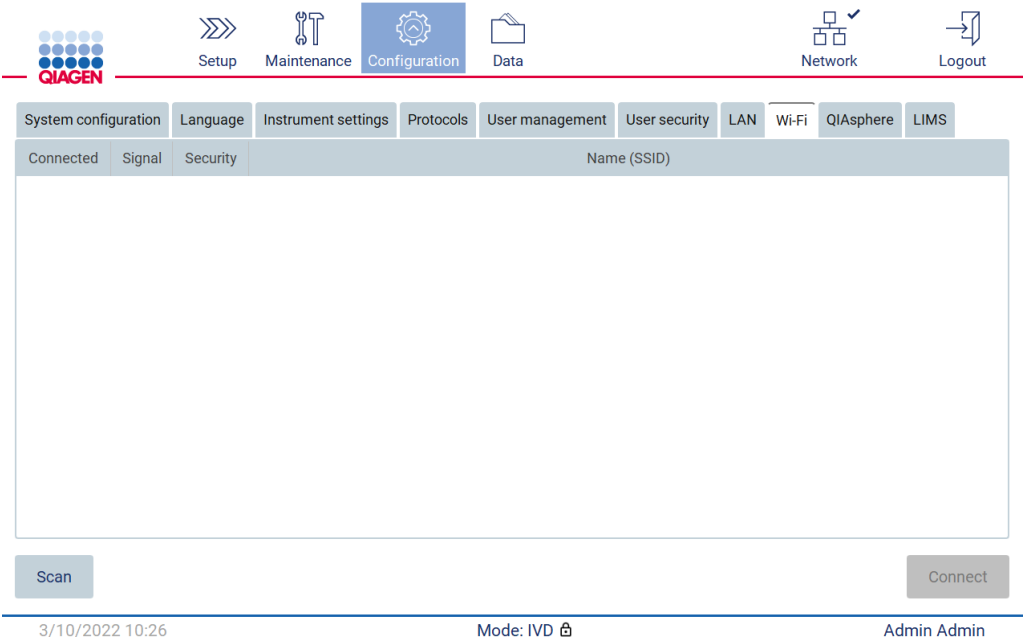 QIAGEN
Setup
Maintenance
Configuration
Data
Network
Logout
System configuration
Language
Instrument settings
Protocols
User management
User security
LAN
Wi-Fi
QIAsphere
LIMS
Connected
Signal
Security
Name (SSID)
Scan
Connect
3/10/2022 10:26
Mode: IVD
Admin Admin